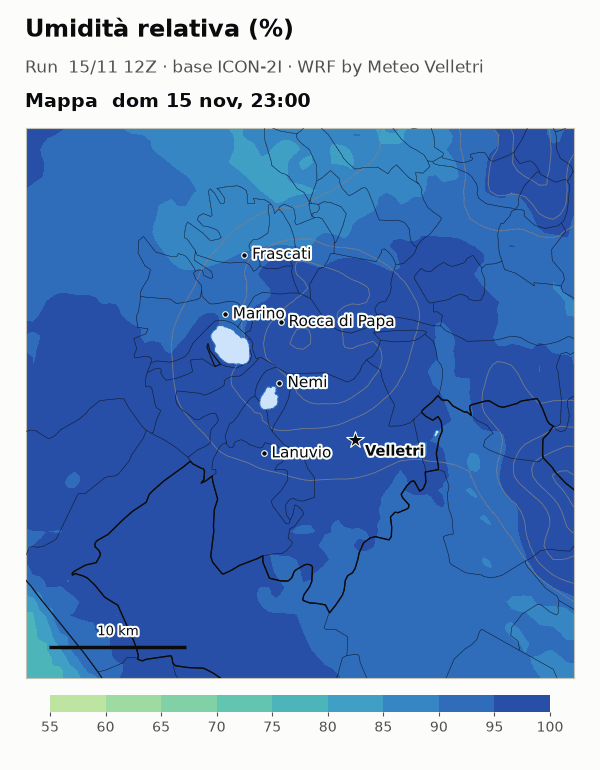 Umidità relativa (%)
Run  15/11 12Z · base ICON-2I · WRF by Meteo Velletri
Mappa  dom 15 nov, 23:00
Frascati
Marino
Rocca di Papa
Nemi
Velletri
Lanuvio
10 km
55 60 65 70 75 80 85 90 95 100